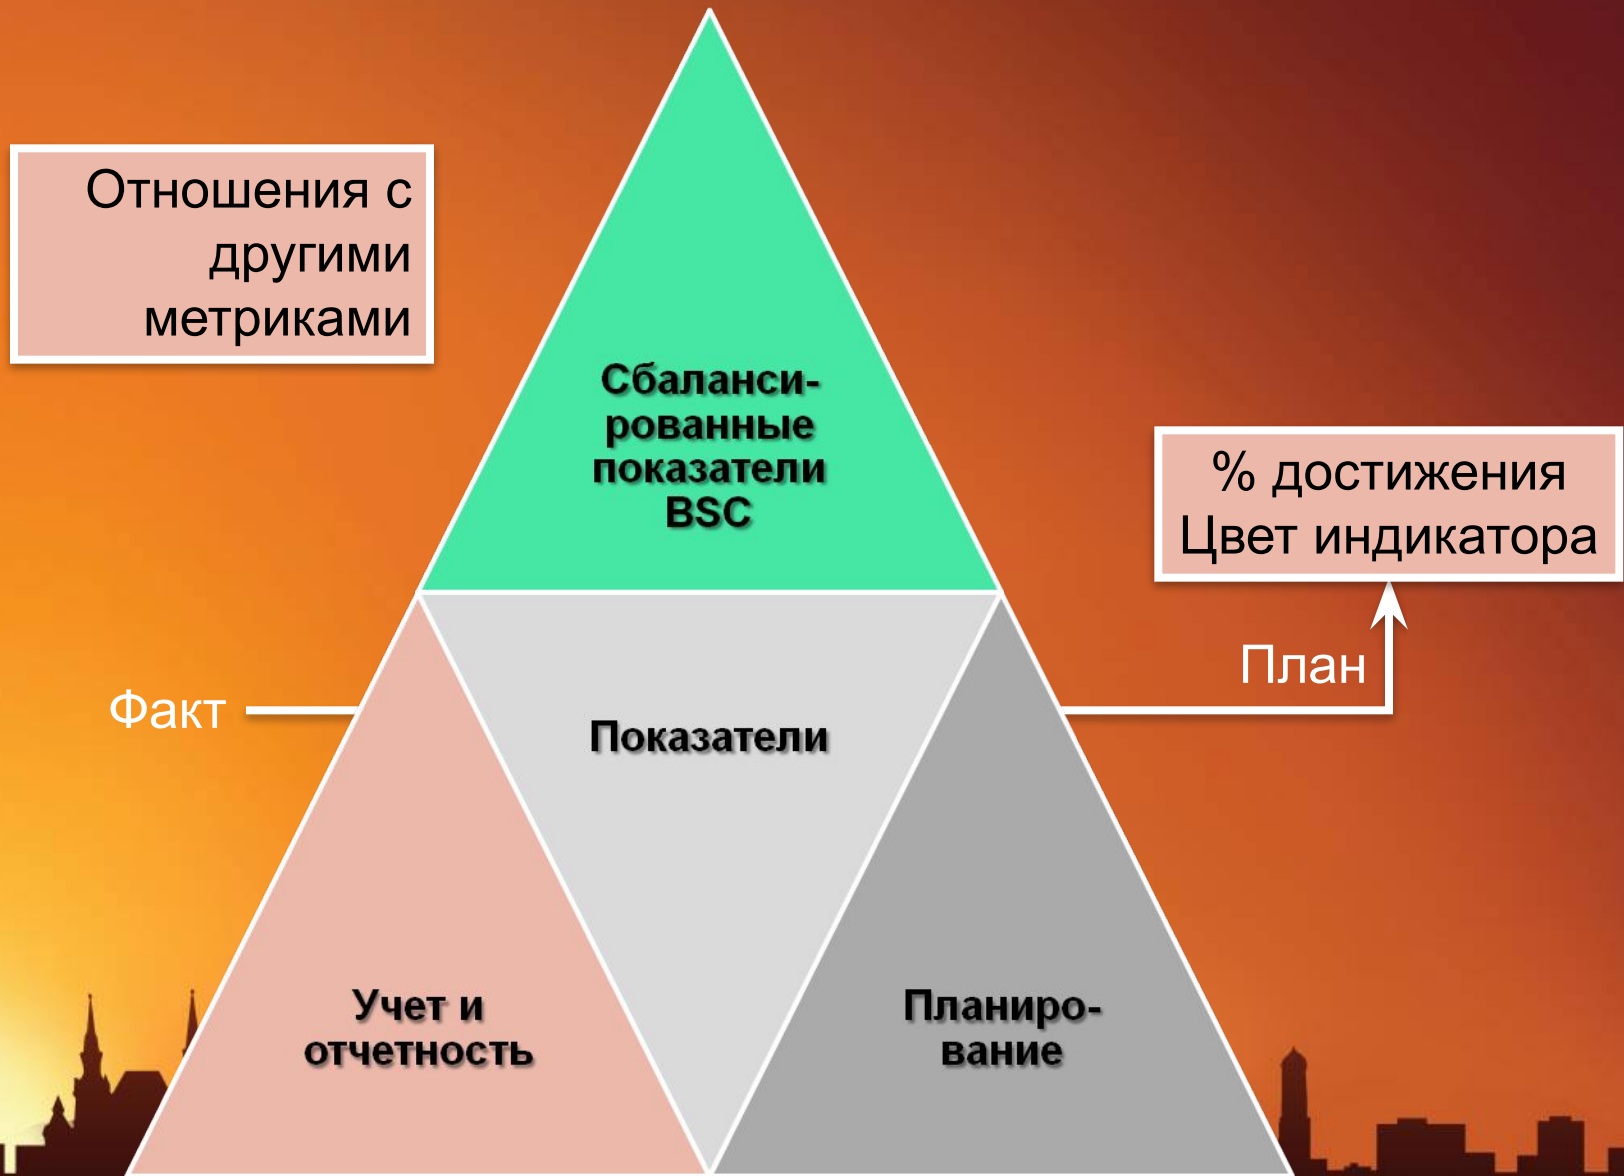 Отношения с
другими
метриками
Сбаланси-
рованные
показатели
BSC
% достижения
Цвет индикатора
План
Факт
Показатели
Учет и
отчетность
Планиро-
вание